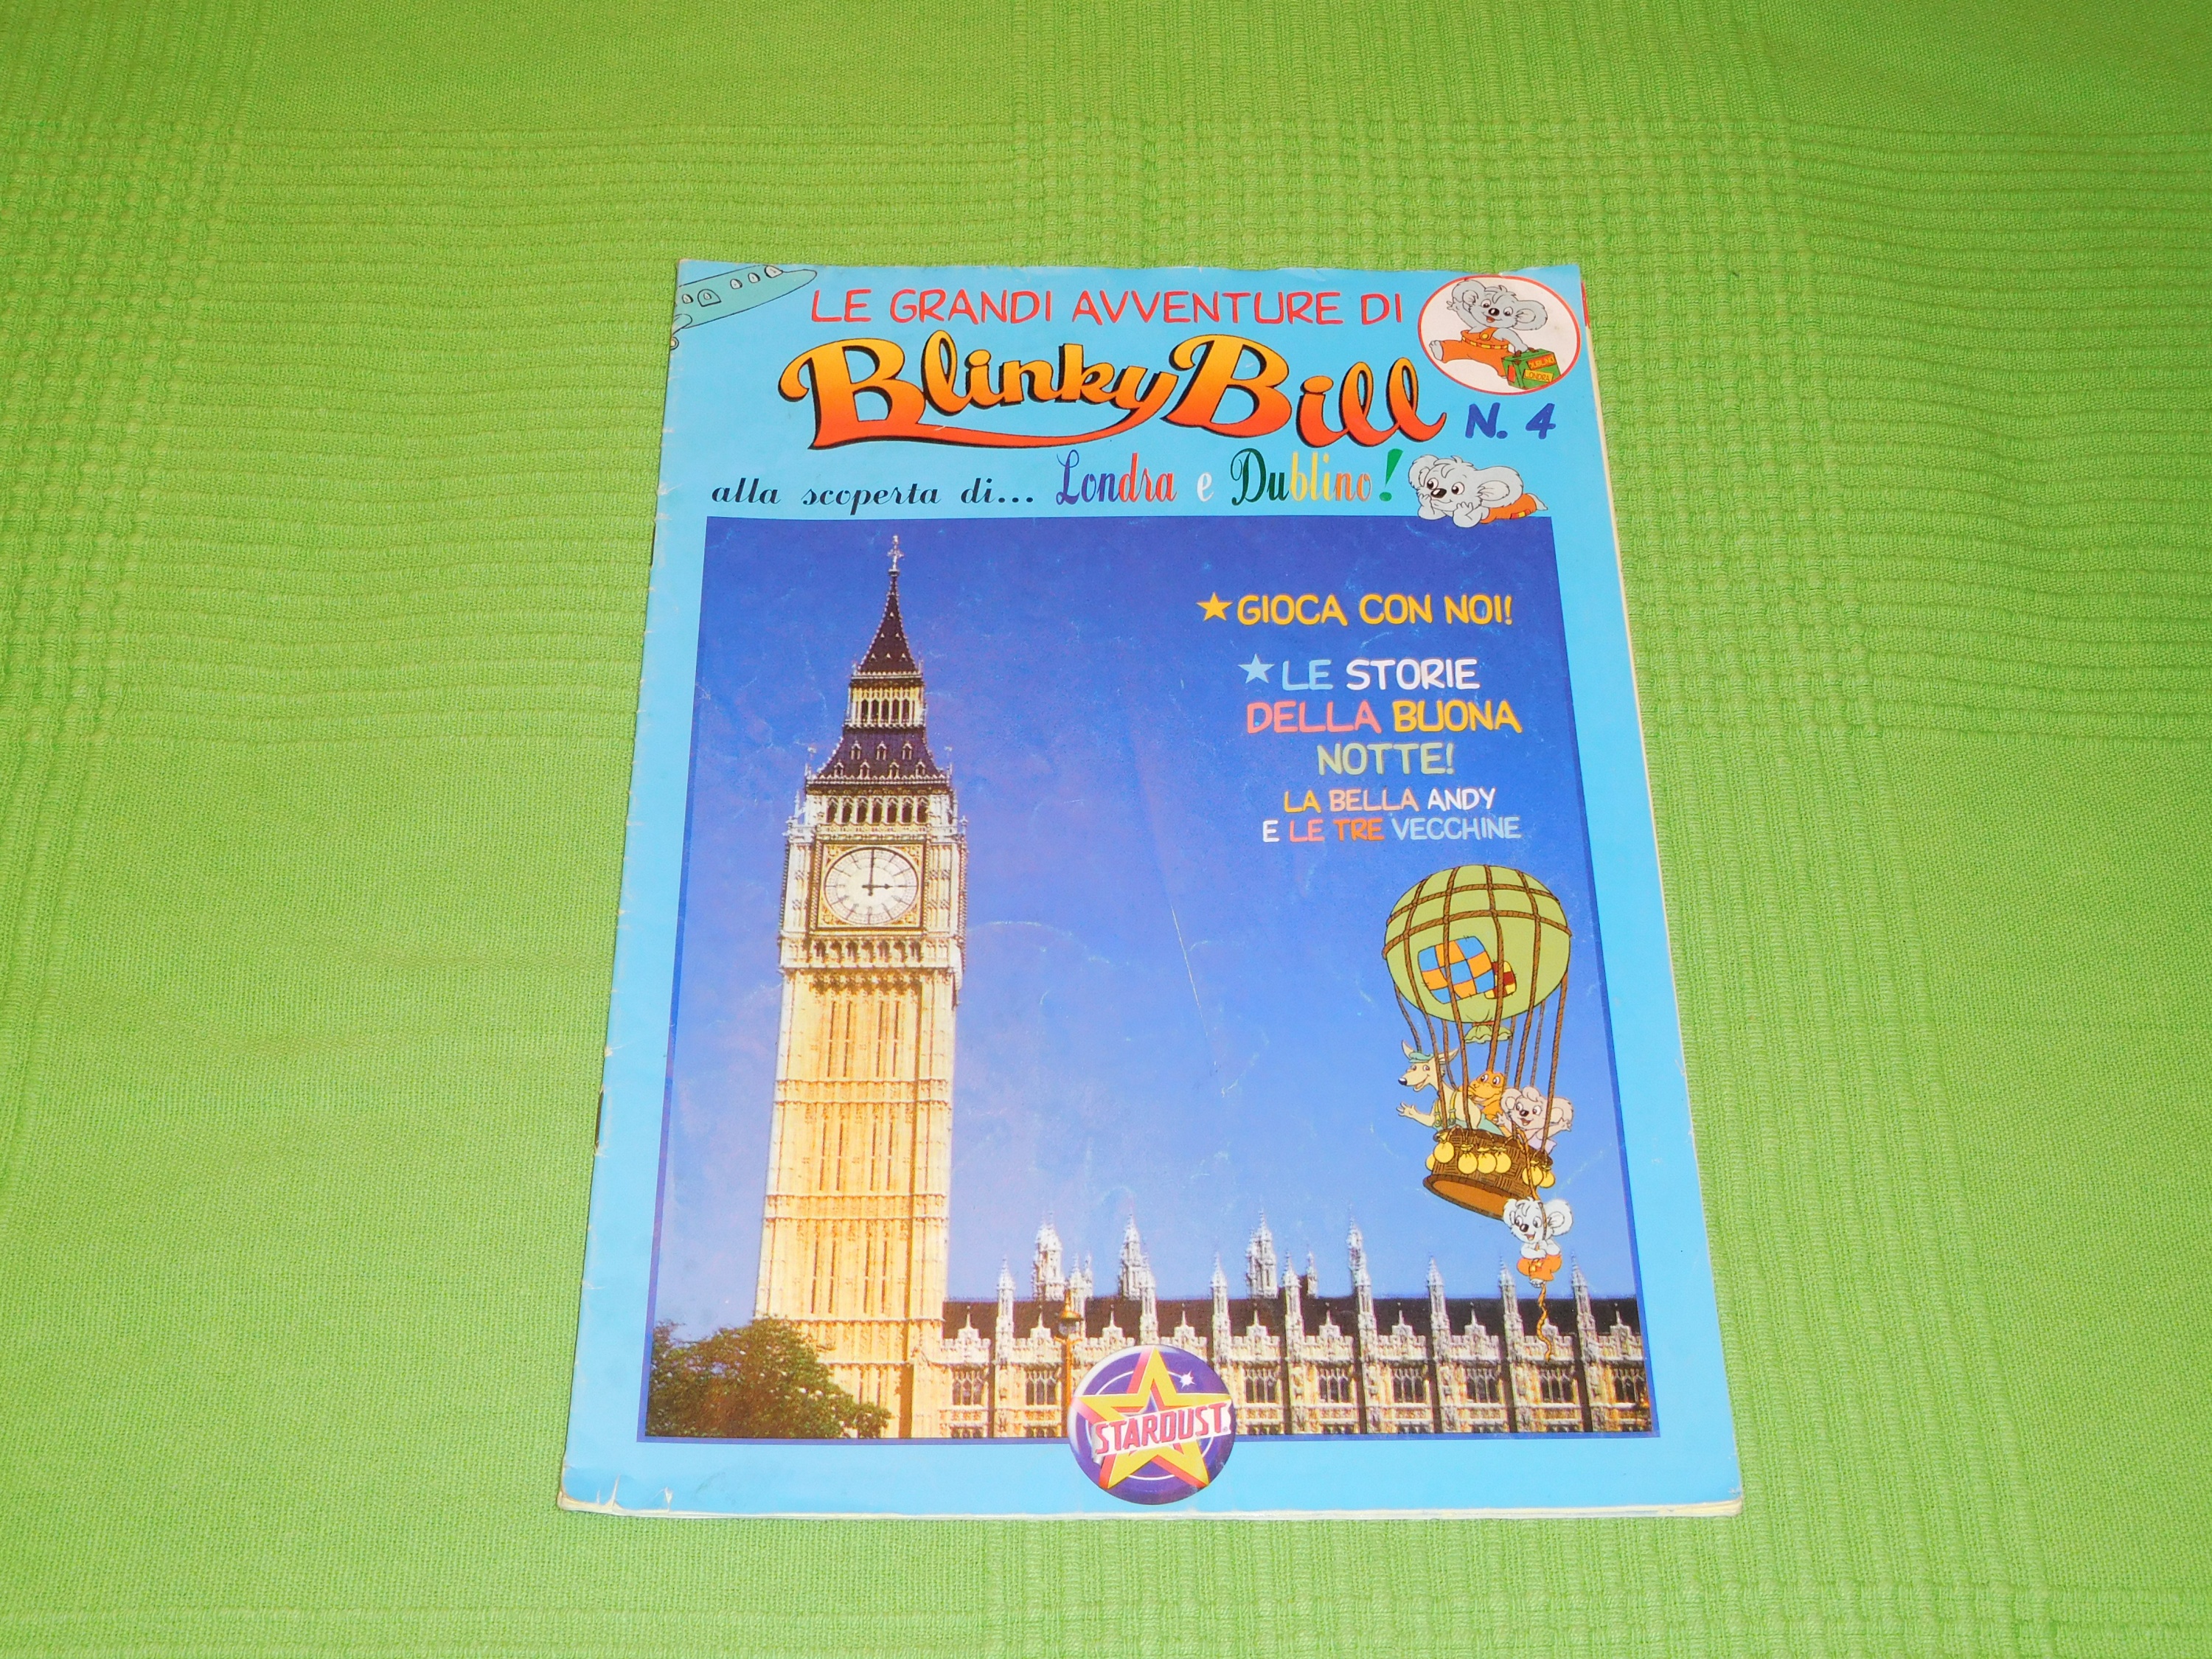 LE GRANDI AVVENTURE DI
Blinky Bill
N. 4
alla scoperta di... Londra e Dublino!
GIOCA CON NOI!
LE STORIE
DELLA BUONA
NOTTE!
LA BELLA ANDY
E LE TRE VECCHINE
STARDUST